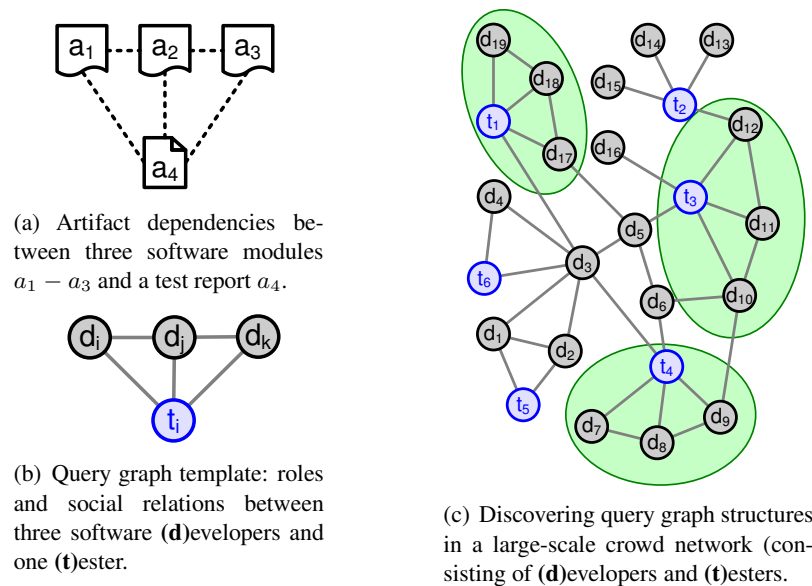 a1 a2 a3
a4
(a) Artifact dependencies be-
tween three software modules
a1 − a3 and a test report a4.
di dj dk
ti
(b) Query graph template: roles
and social relations between
three software (d)evelopers and
one (t)ester.
d19 d14 d13
d18 d15 t2
t1 d12
d17 d16
d4 t3
d5 d11
d3
t6 d6 d10
d1
d2 t4
t5 d9
d7 d8
(c) Discovering query graph structures
in a large-scale crowd network (con-
sisting of (d)evelopers and (t)esters.